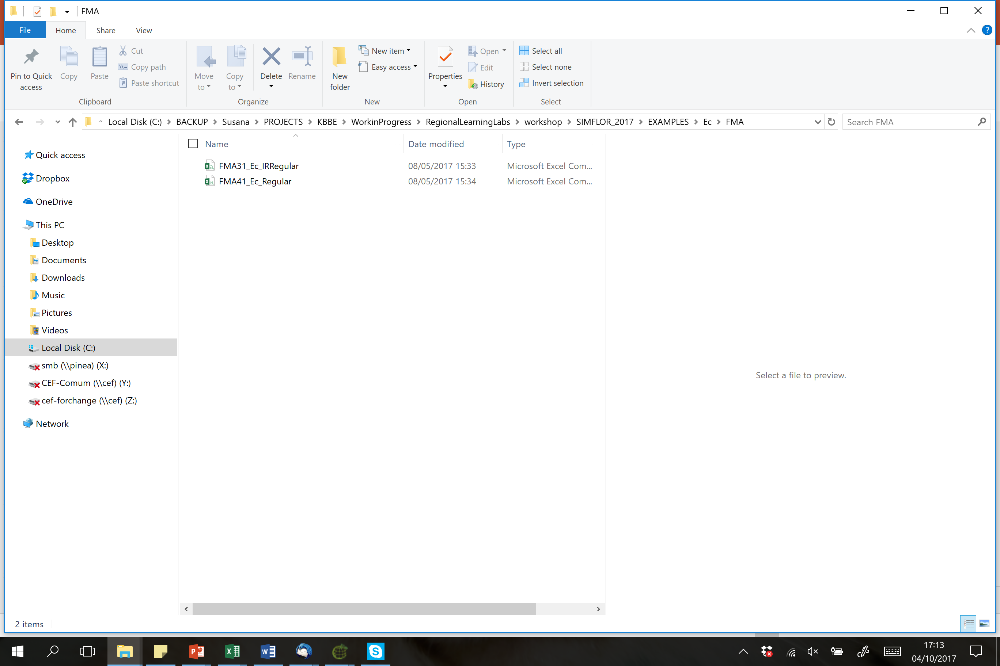 FMA
File Home Share View
Pin to Quick access
Copy
Paste
Cut
Copy path
Paste shortcut
Clipboard
Move to
Copy to
Delete
Rename
Organize
New folder
New item
Easy access
New
Properties
Open
Edit
History
Open
Select all
Select none
Invert selection
Select
« Local Disk (C:) > BACKUP > Susana > PROJECTS > KBBE > WorkinProgress > RegionalLearningLabs > workshop > SIMFLOR_2017 > EXAMPLES > Ec > FMA
Search FMA
Quick access
Dropbox
OneDrive
This PC
Desktop
Documents
Downloads
Music
Pictures
Videos
Local Disk (C:)
smb (\\pinea) (X:)
CEF-Comum (\\cef) (Y:)
cef-forchange (\\cef) (Z:)
Network
Name Date modified Type
FMA31_Ec_IRRegular 08/05/2017 15:33 Microsoft Excel Com...
FMA41_Ec_Regular 08/05/2017 15:34 Microsoft Excel Com...
Select a file to preview.
2 items
17:13
04/10/2017